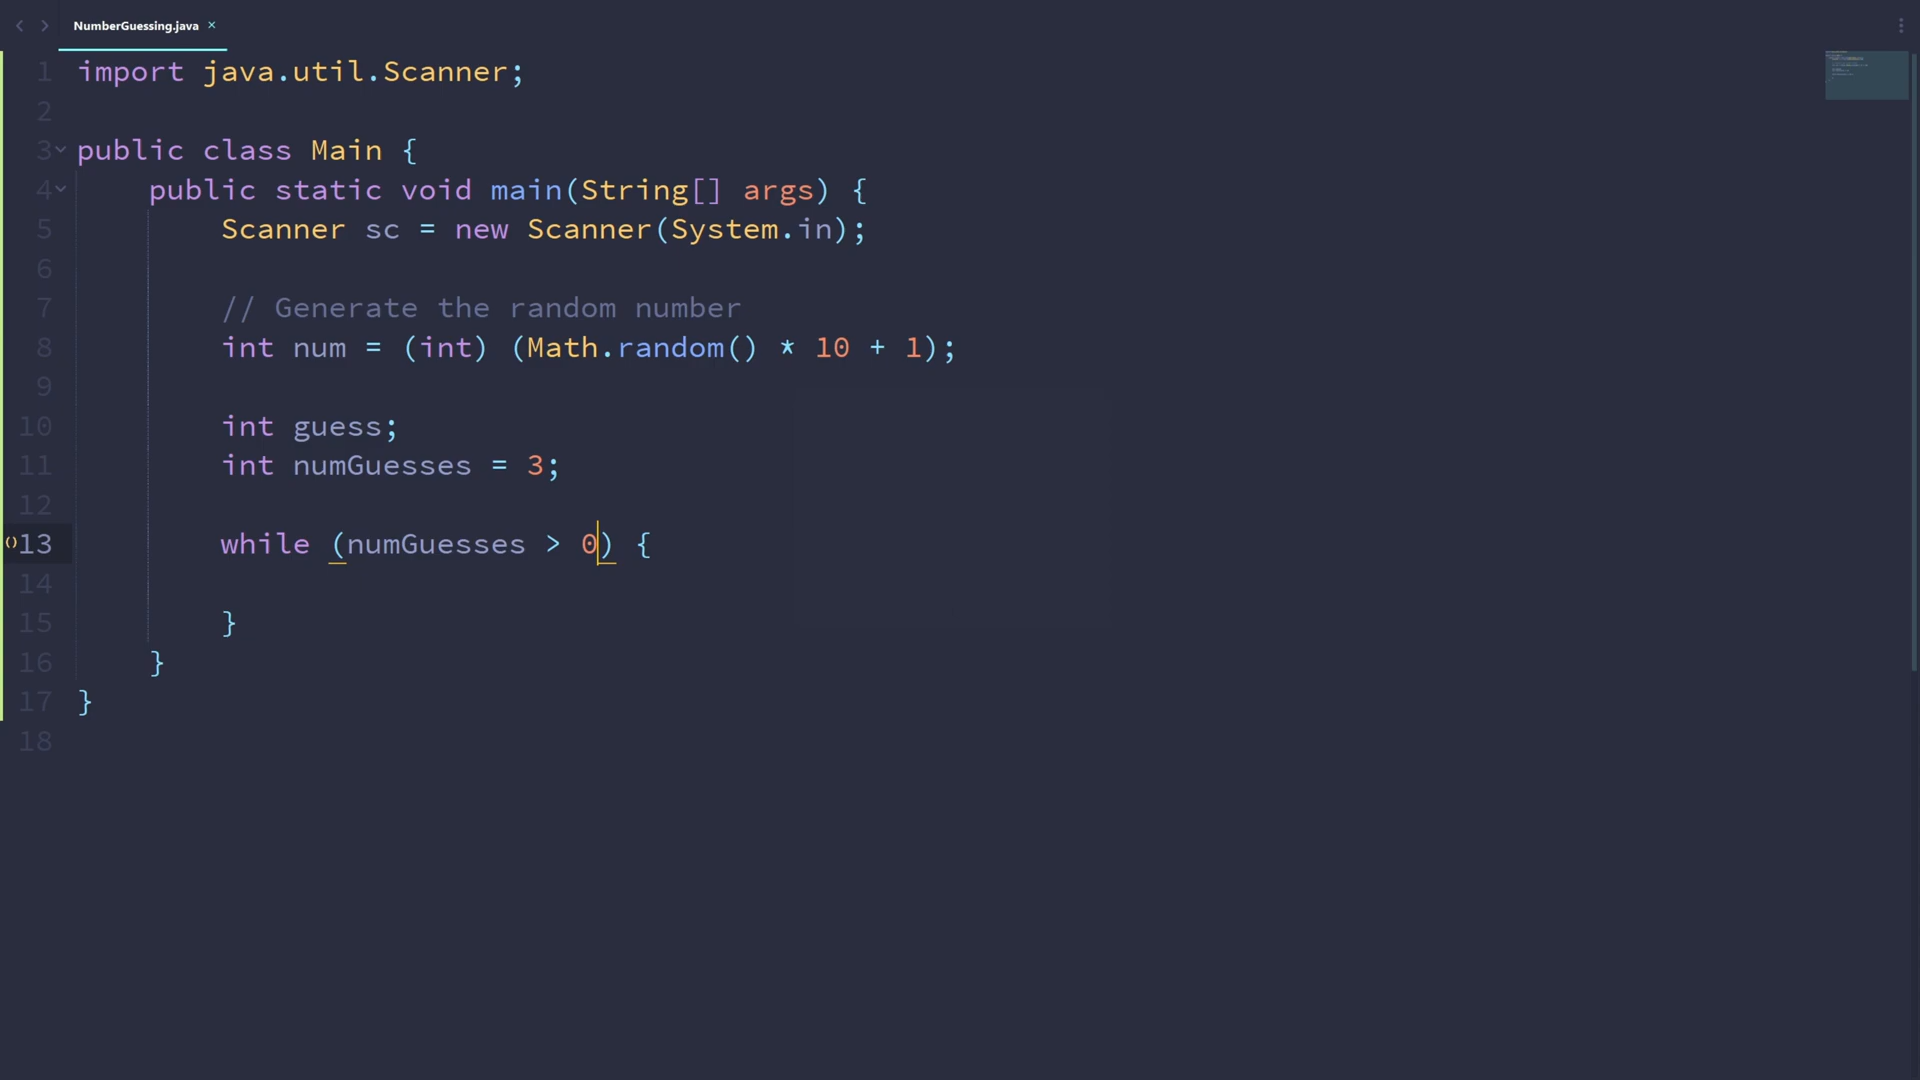 NumberGuessing.java ×
1 import java.util.Scanner;
2
3 public class Main {
4 public static void main(String[] args) {
5 Scanner sc = new Scanner(System.in);
6
7 // Generate the random number
8 int num = (int) (Math.random() * 10 + 1);
9
10 int guess;
11 int numGuesses = 3;
12
13 while (numGuesses > 0) {
14
15 }
16 }
17 }
18